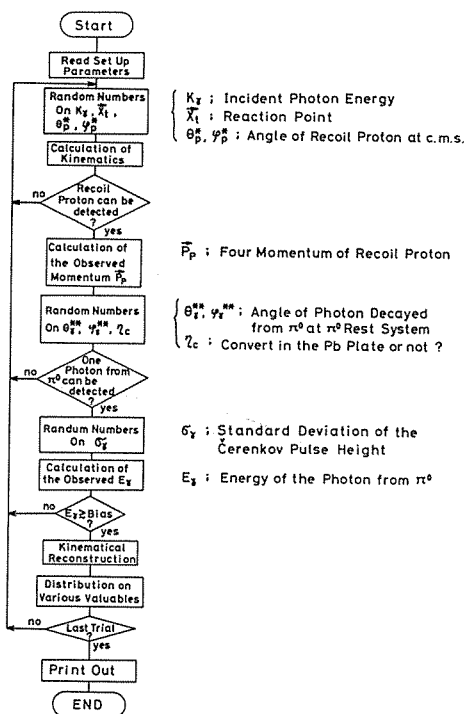 Start
Read Set Up
Parameters
Random Numbers
On Kγ, X⃗t,
θ*p, φ*p
Kγ ; Incident Photon Energy
X⃗t ; Reaction Point
θ*p, φ*p ; Angle of Recoil Proton at c.m.s.
Calculation of
Kinematics
no
Recoil
Proton can be
detected
?
yes
Calculation of
the Observed
Momentum P⃗p
P⃗p ; Four Momentum of Recoil Proton
Random
Numbers
On θ**γ, φ**γ, ηc
θ**γ, φ**γ ; Angle of Photon Decayed
from π° at π° Rest System
ηc ; Convert in the Pb Plate or not ?
no
One
Photon from
π° can be
detected
?
yes
Randum Numbers
On σγ
σγ ; Standard Deviation of the
Čerenkov Pulse Height
Calculation of
the Observed Eγ
Eγ ; Energy of the Photon from π°
no
Eγ ≥ Bias
?
yes
Kinematical
Reconstruction
Distribution on
Various Valuables
no
Last Trial
?
yes
Print Out
END